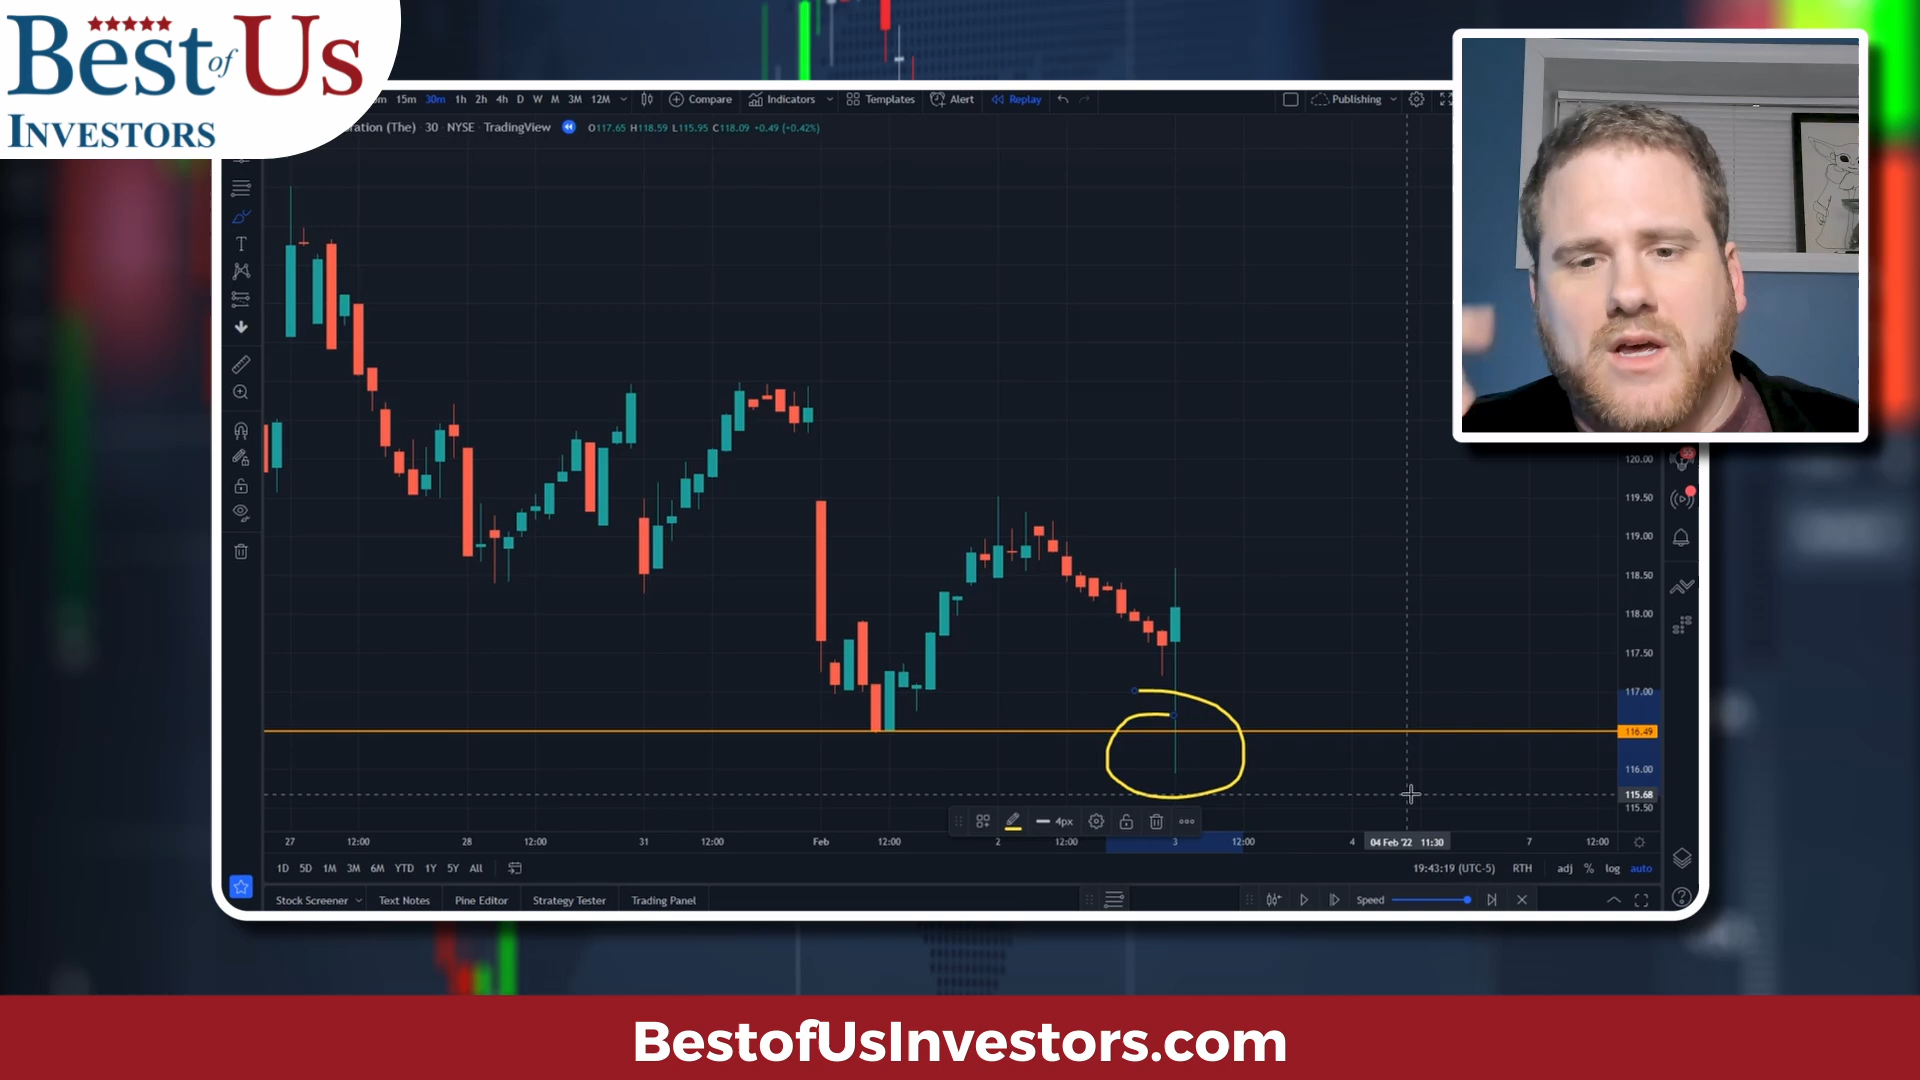 Best of Us
INVESTORS
15m 30m 1h 2h 4h D W M 3M 12M Compare Indicators Templates Alert Replay Publishing
ration (The) · 30 · NYSE · TradingView O117.65 H118.59 L115.95 C118.09 +0.49 (+0.42%)
120.00
119.50
119.00
118.50
118.00
117.50
117.00
116.49
116.00
115.68
115.50
4px
27 12:00 28 12:00 31 12:00 Feb 12:00 2 12:00 3 12:00 4 04 Feb '22 11:30 7 12:00
1D 5D 1M 3M 6M YTD 1Y 5Y All 19:43:19 (UTC-5) RTH adj % log auto
Stock Screener Text Notes Pine Editor Strategy Tester Trading Panel Speed
BestofUsInvestors.com